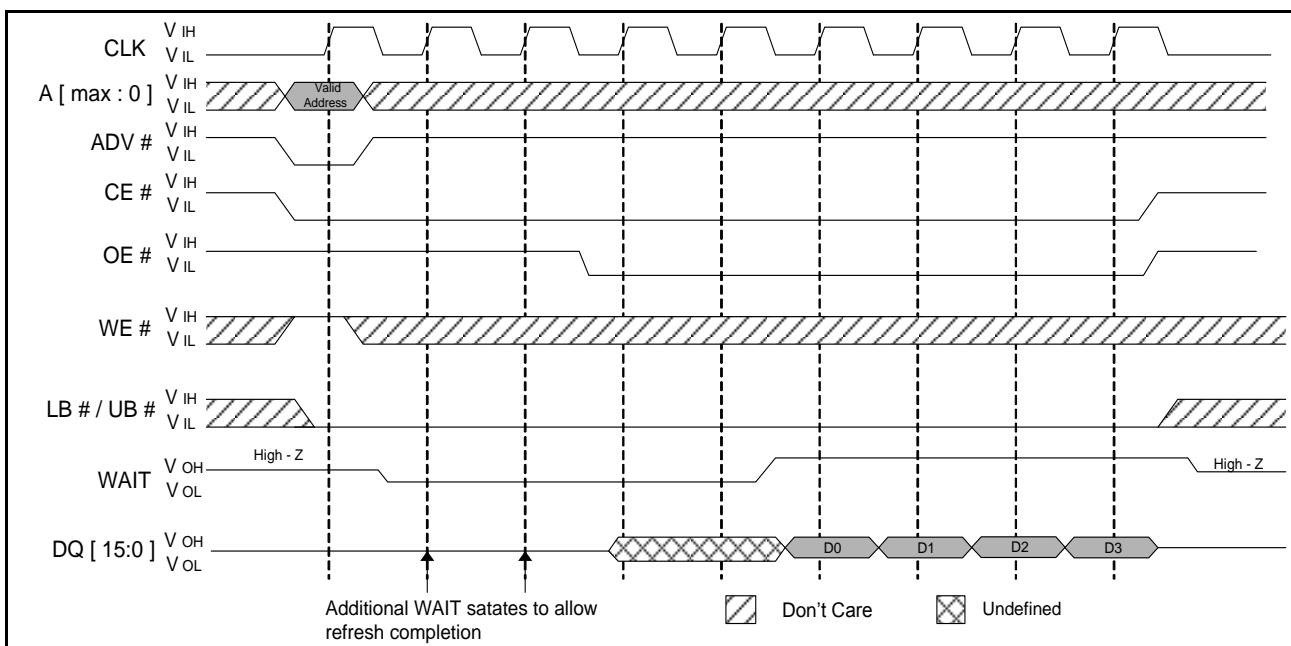 CLK V IH
V IL
A [ max : 0 ] V IH
V IL
Valid
Address
ADV # V IH
V IL
CE # V IH
V IL
OE # V IH
V IL
WE # V IH
V IL
LB # / UB # V IH
V IL
WAIT V OH
V OL
High - Z
High - Z
DQ [ 15:0 ] V OH
V OL
D0 D1 D2 D3
Additional WAIT satates to allow
refresh completion
Don't Care
Undefined